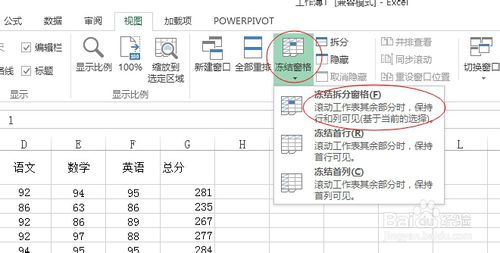 工作簿1 [兼容模式] - Excel
公式 数据 审阅 视图 加载项 POWERPIVOT
编辑栏
标题
显示
显示比例
100%
缩放到
选定区域
显示比例
新建窗口
全部重排
冻结窗格
拆分
隐藏
取消隐藏
并排查看
同步滚动
重设窗口位置
切换窗口
冻结拆分窗格(F)
滚动工作表其余部分时，保持
行和列可见(基于当前的选择)。
冻结首行(R)
滚动工作表其余部分时，保持
首行可见。
冻结首列(C)
滚动工作表其余部分时，保持
首列可见。
1
D E F G H
语文 数学 英语 总分
92 94 95 281
86 63 86 235
92 86 89 267
92 97 88 277
94 95 95 284
Baidu 经验
jingyan.baidu.com